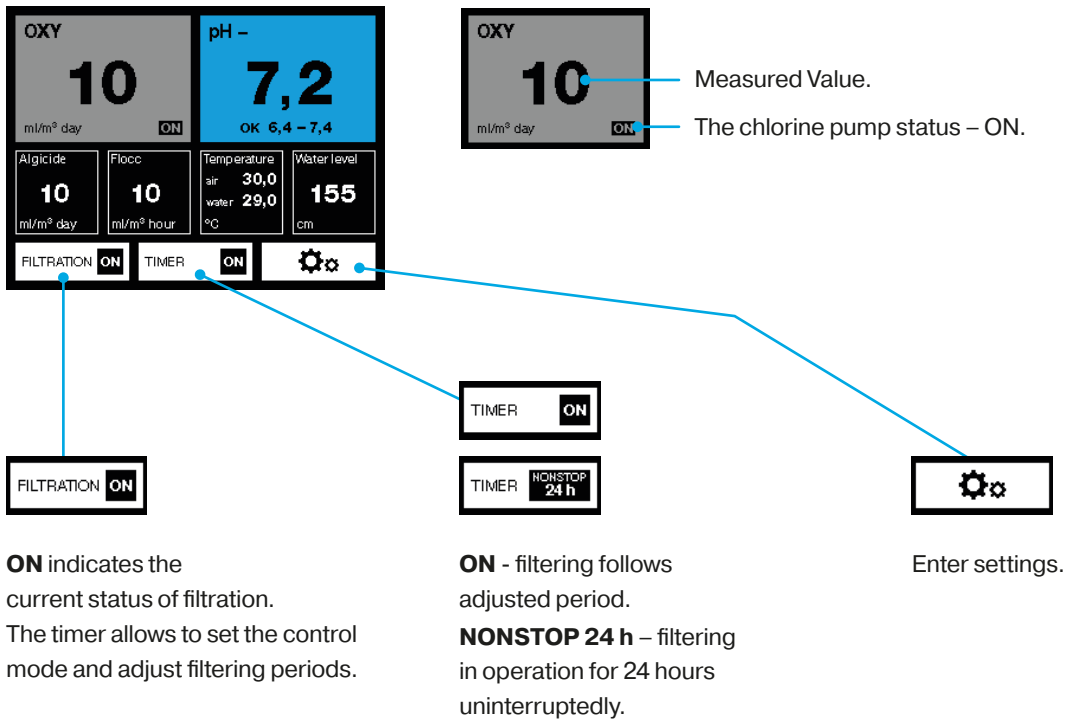 OXY
10
ml/m³ day ON
pH –
7,2
OK 6,4 – 7,4
Algicide
10
ml/m³ day
Flocc
10
ml/m³ hour
Temperature
air 30,0
water 29,0
°C
Water level
155
cm
FILTRATION ON
TIMER ON
OXY
10
ml/m³ day ON
Measured Value.
The chlorine pump status – ON.
FILTRATION ON
ON indicates the
current status of filtration.
The timer allows to set the control
mode and adjust filtering periods.
TIMER ON
TIMER NONSTOP
24 h
ON - filtering follows
adjusted period.
NONSTOP 24 h – filtering
in operation for 24 hours
uninterruptedly.
Enter settings.